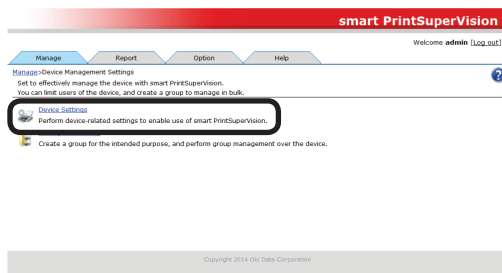 smart PrintSuperVision
Welcome admin [Log out]
Manage Report Option Help
Manage>Device Management Settings
Set to effectively manage the device with smart PrintSuperVision.
You can limit users of the device, and create a group to manage in bulk.
Device Settings
Perform device-related settings to enable use of smart PrintSuperVision.
Create a group for the intended purpose, and perform group management over the device.
Copyright 2014 Oki Data Corporation